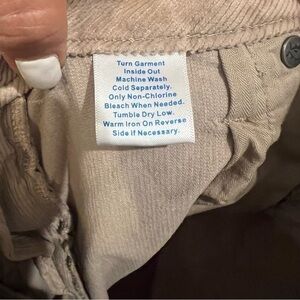 Turn Garment
Inside Out
Machine Wash
Cold Separately.
Only Non-Chlorine
Bleach When Needed.
Tumble Dry Low.
Warm Iron On Reverse
Side if Necessary.